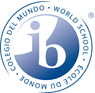 COLEGIO DEL MUNDO · WORLD SCHOOL · ÉCOLE DU MONDE ·
ib
®